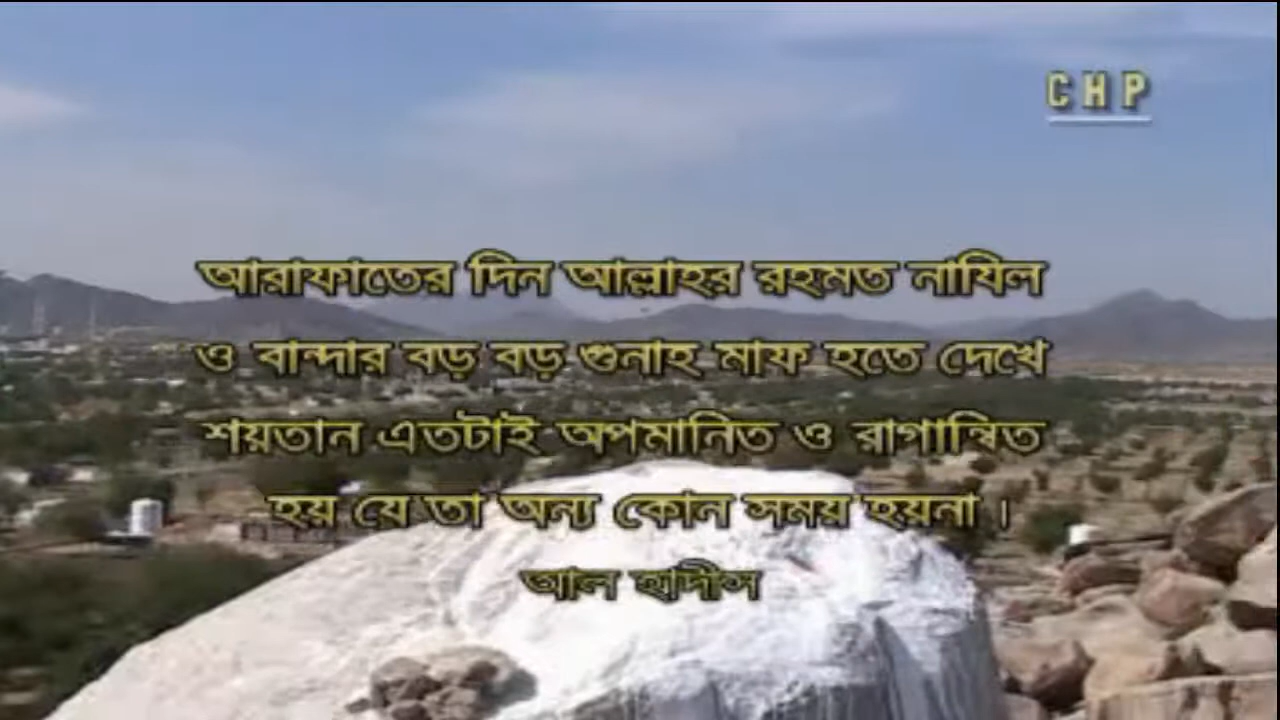 CHP
আরাফাতের দিন আল্লাহর রহমত নাযিল
ও বান্দার বড় বড় গুনাহ মাফ হতে দেখে
শয়তান এতটাই অপমানিত ও রাগান্বিত
হয় যে তা অন্য কোন সময় হয়না।
আল হাদীস